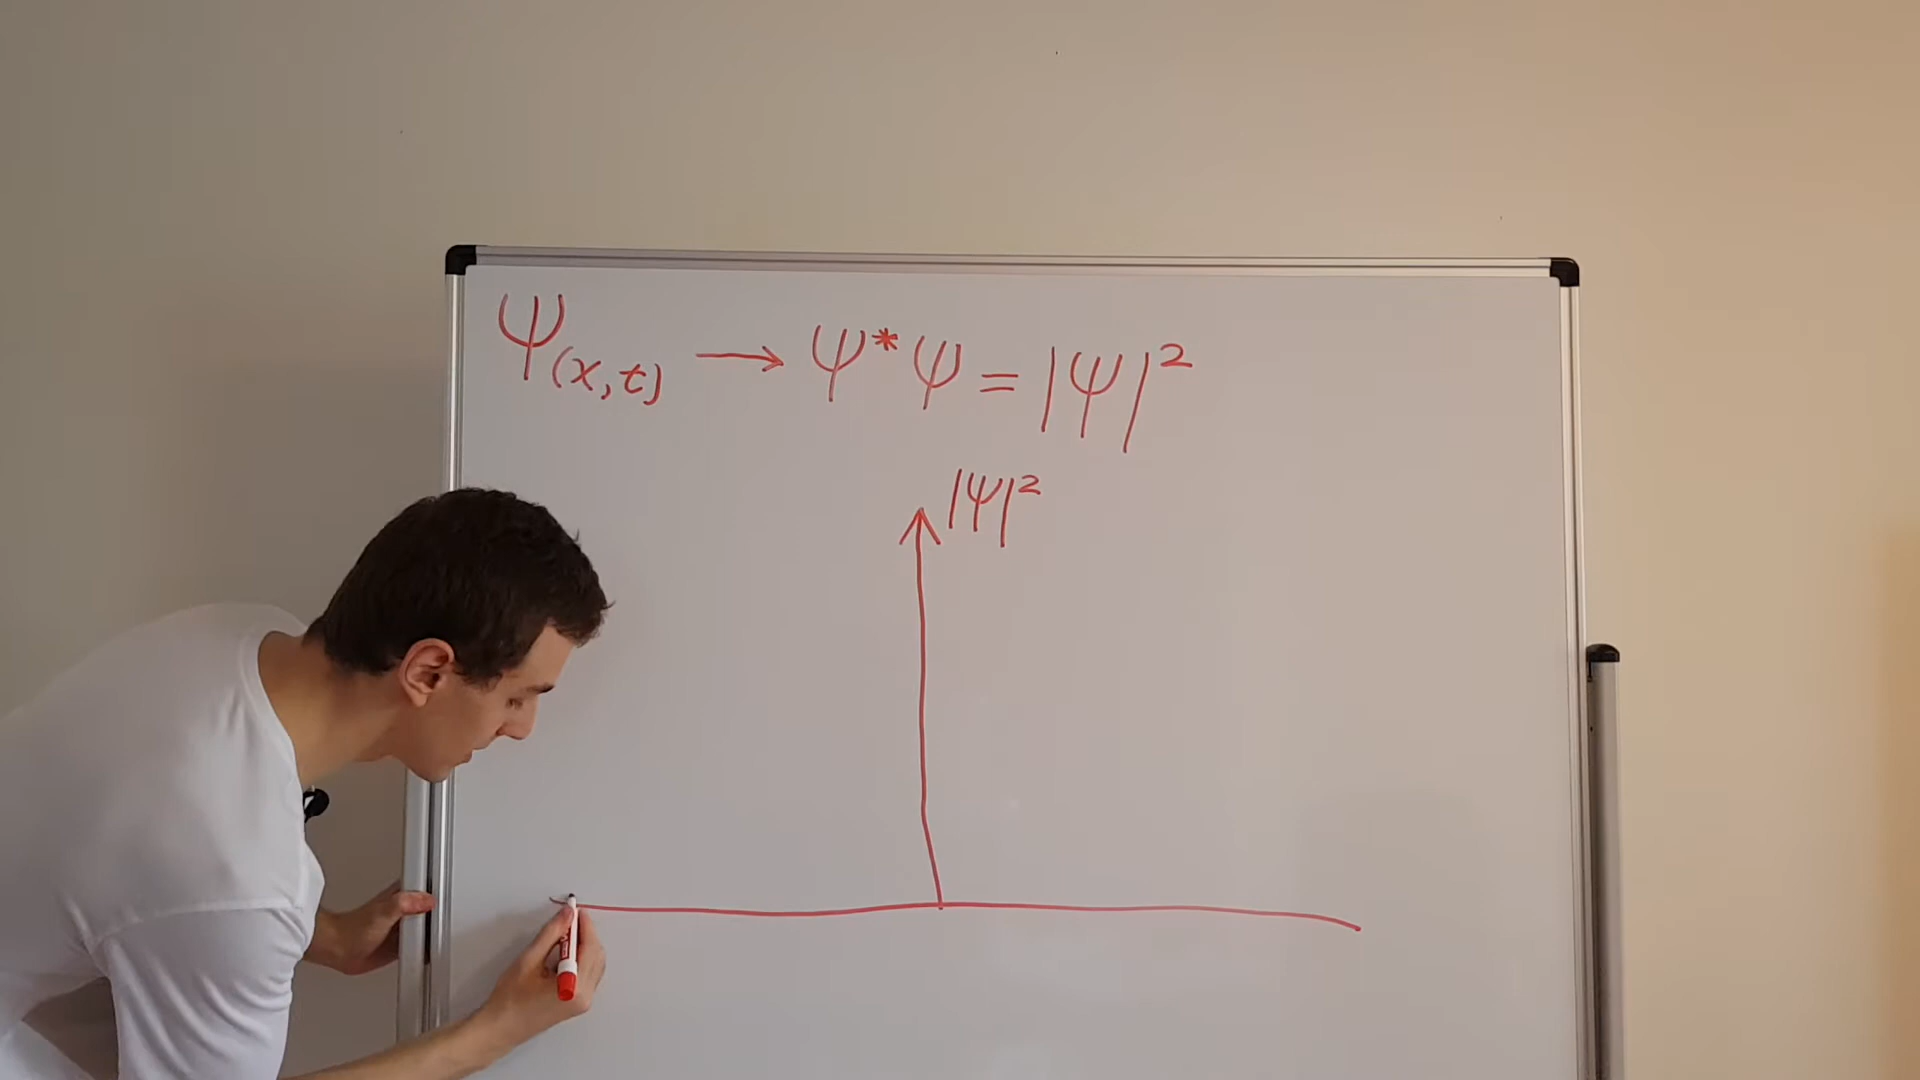 Ψ(x,t) → Ψ*Ψ = |Ψ|²
|Ψ|²